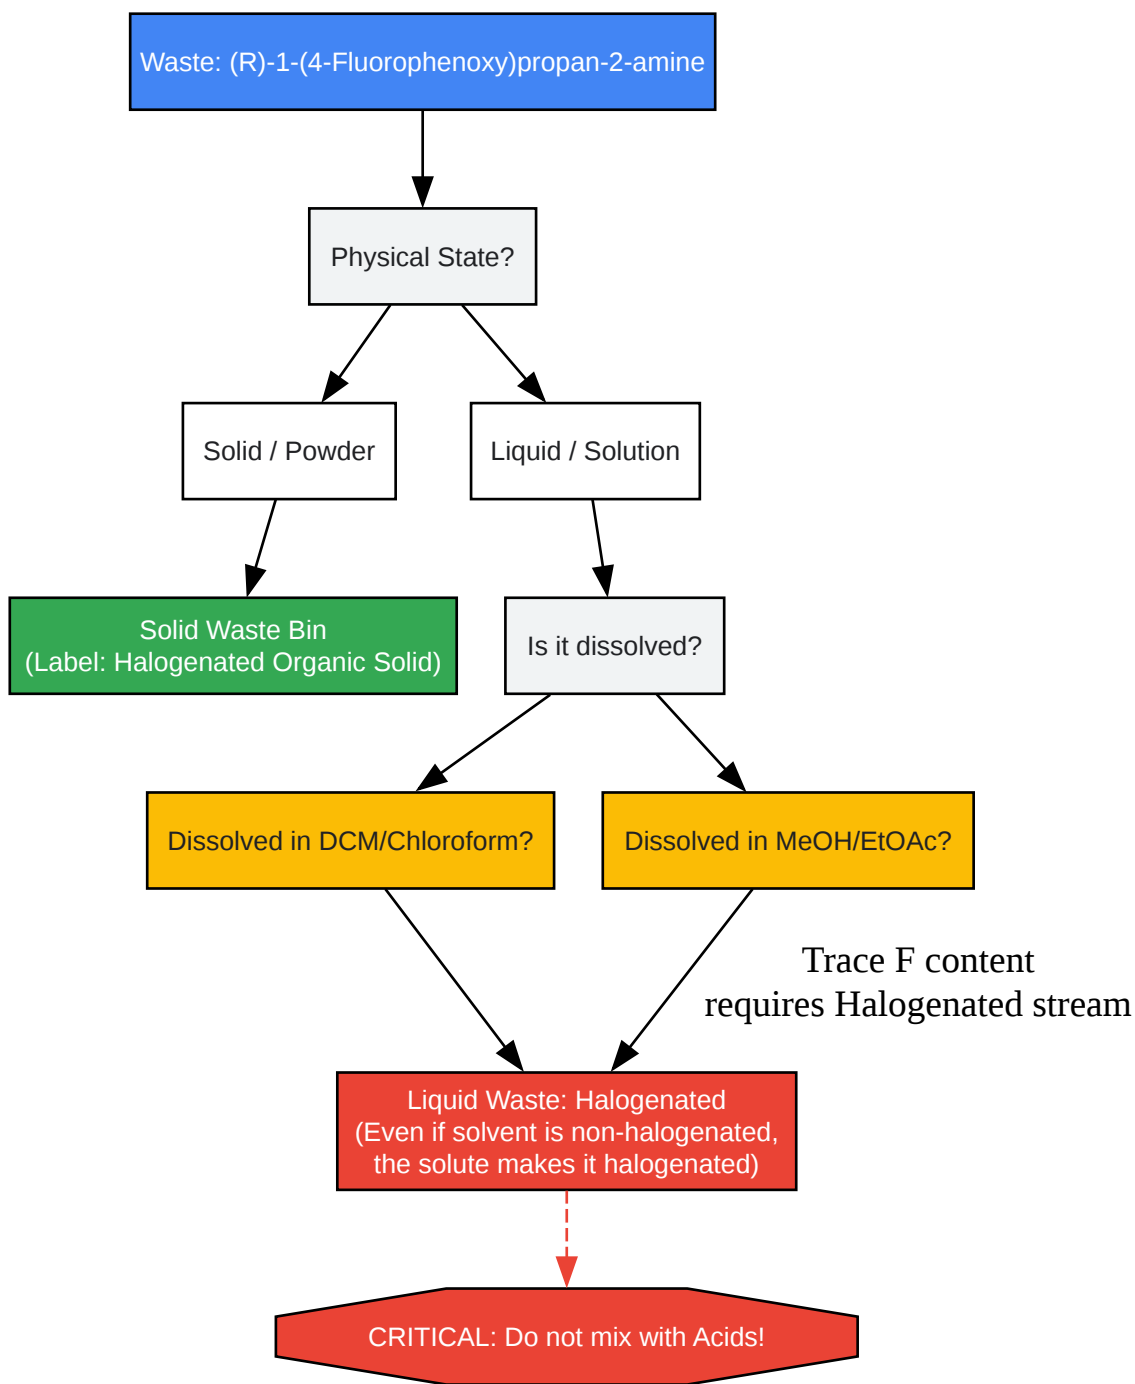 Waste: (R)-1-(4-Fluorophenoxy)propan-2-amine
Physical State?
Solid / Powder
Liquid / Solution
Solid Waste Bin
(Label: Halogenated Organic Solid)
Is it dissolved?
Dissolved in DCM/Chloroform?
Dissolved in MeOH/EtOAc?
Trace F content
requires Halogenated stream
Liquid Waste: Halogenated
(Even if solvent is non-halogenated,
the solute makes it halogenated)
CRITICAL: Do not mix with Acids!